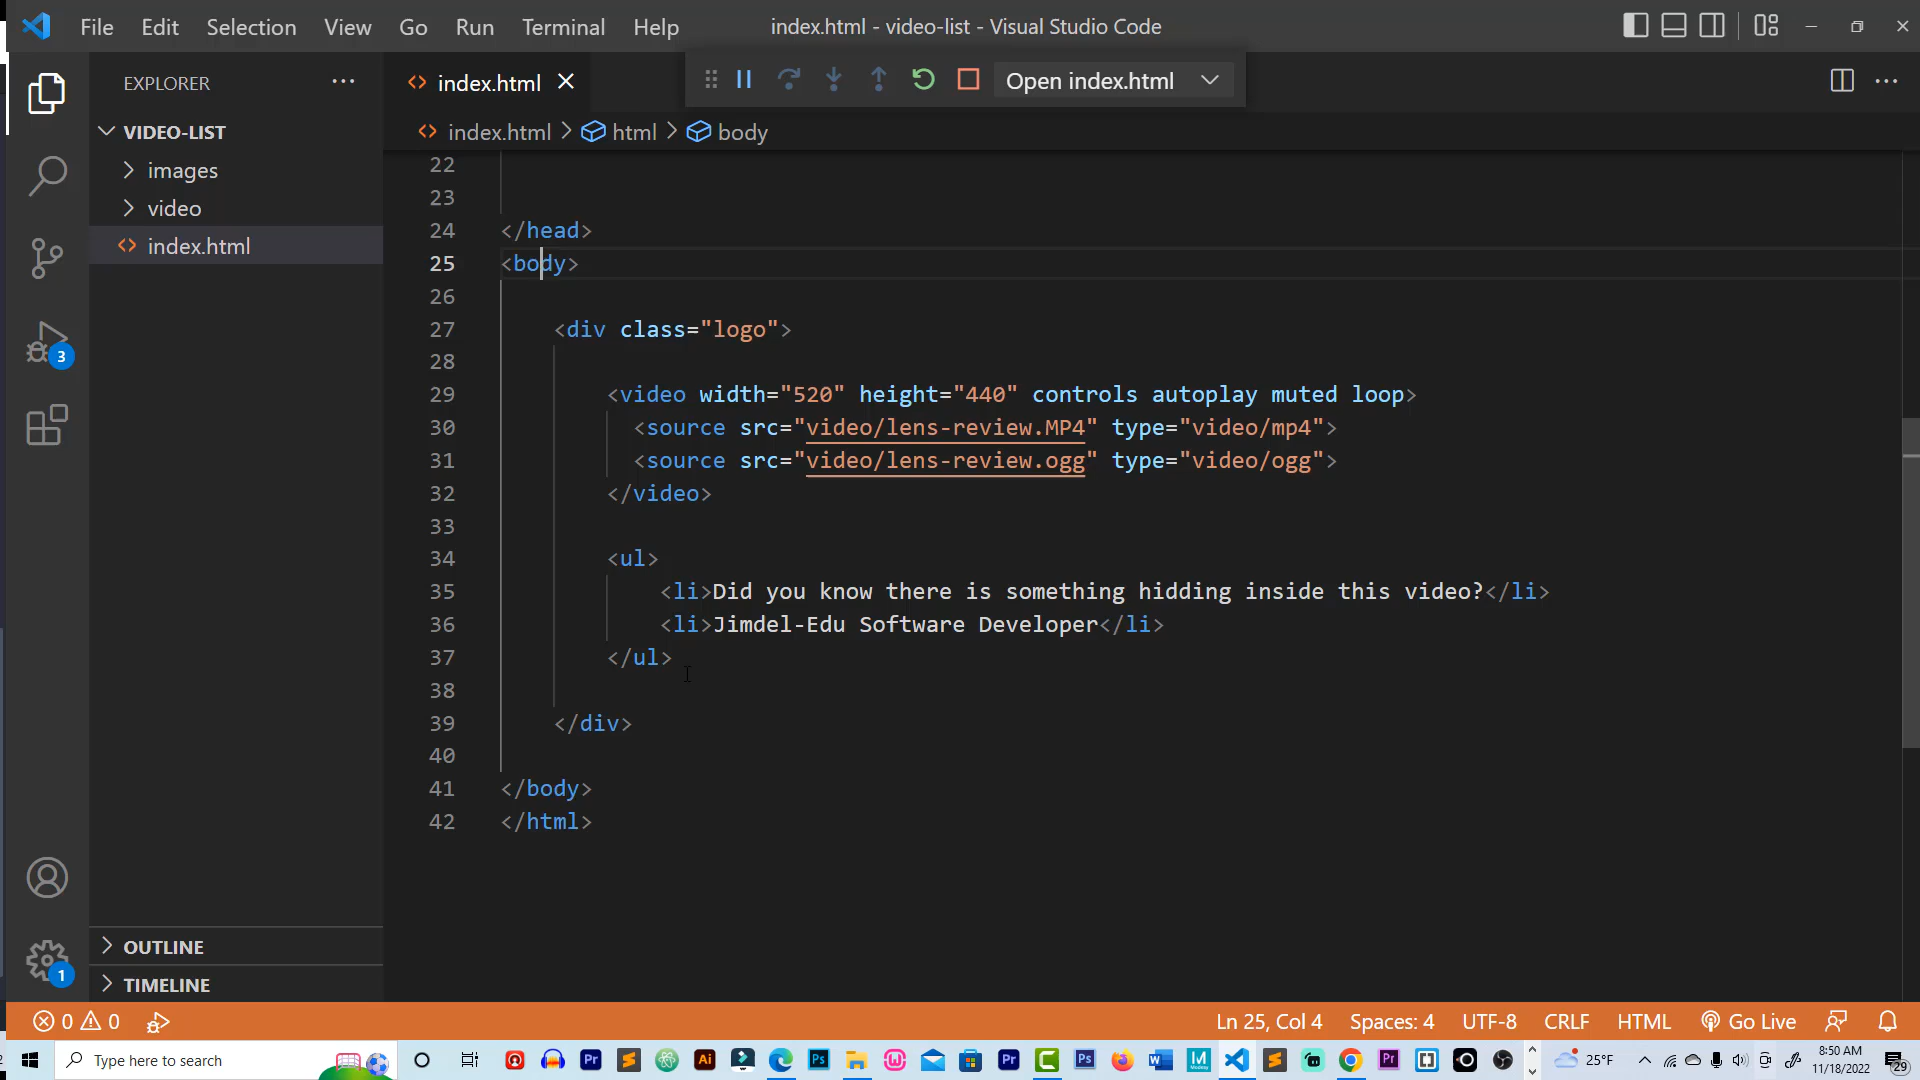 File Edit Selection View Go Run Terminal Help
index.html - video-list - Visual Studio Code
EXPLORER
index.html
Open index.html
VIDEO-LIST
index.html > html > body
images
video
index.html
22
23
24 </head>
25 <body>
26
27 <div class="logo">
28
29 <video width="520" height="440" controls autoplay muted loop>
30 <source src="video/lens-review.MP4" type="video/mp4">
31 <source src="video/lens-review.ogg" type="video/ogg">
32 </video>
33
34 <ul>
35 <li>Did you know there is something hidding inside this video?</li>
36 <li>Jimdel-Edu Software Developer</li>
37 </ul>
38
39 </div>
40
41 </body>
42 </html>
3
1
OUTLINE
TIMELINE
0 0
Ln 25, Col 4 Spaces: 4 UTF-8 CRLF HTML Go Live
Type here to search
25°F
8:50 AM
11/18/2022
29